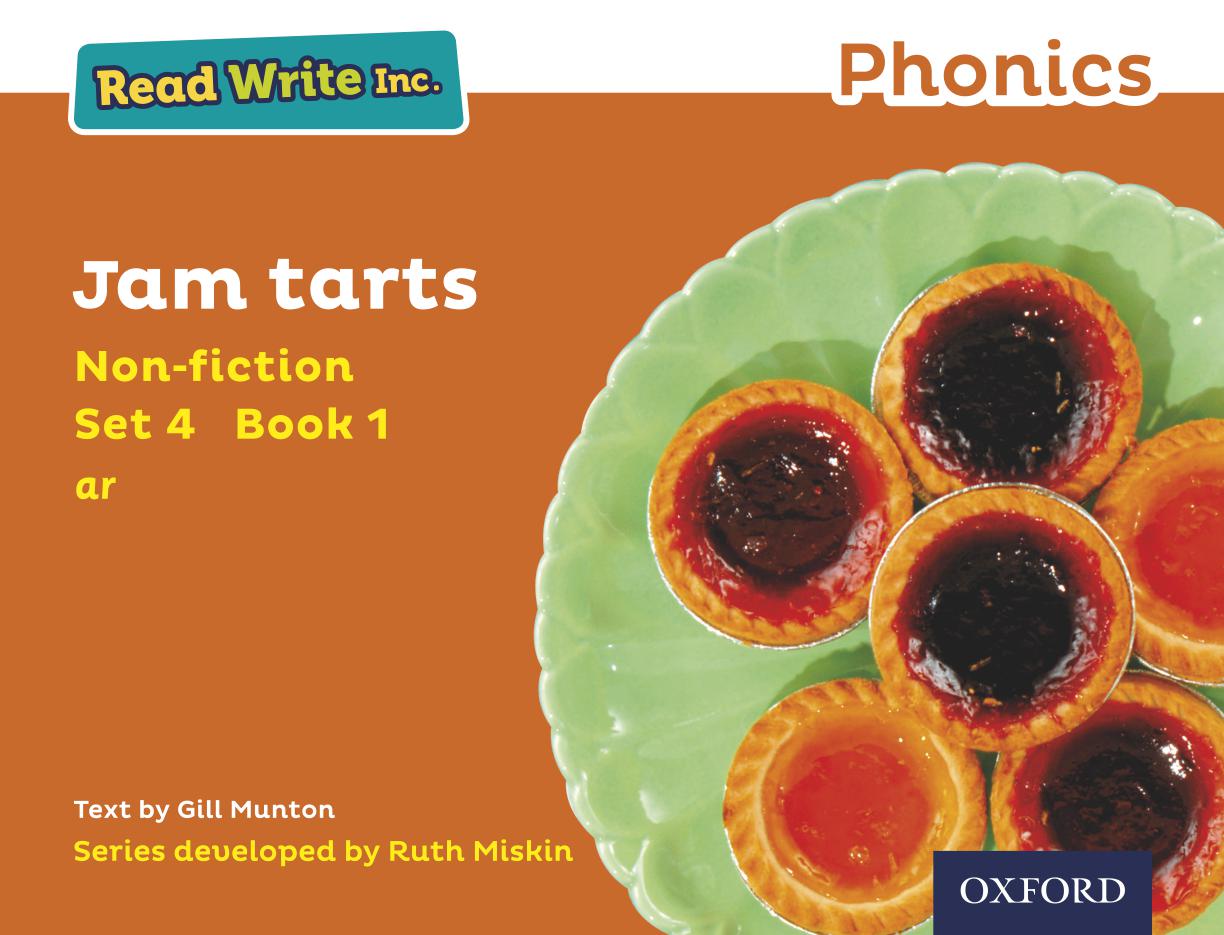 Read Write Inc.
Phonics
Jam tarts
Non-fiction
Set 4 Book 1
ar
Text by Gill Munton
Series developed by Ruth Miskin
OXFORD